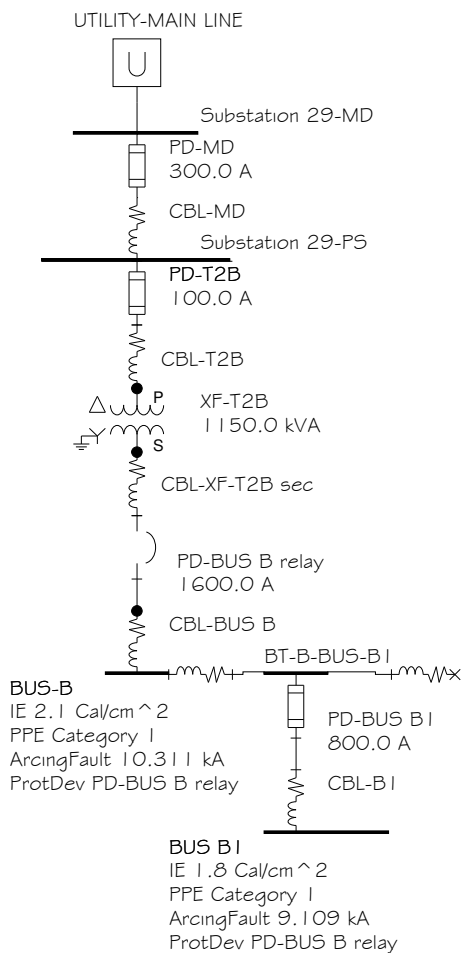 UTILITY-MAIN LINE
U
Substation 29-MD
PD-MD
300.0 A
CBL-MD
Substation 29-PS
PD-T2B
100.0 A
CBL-T2B
P
XF-T2B
1150.0 kVA
S
CBL-XF-T2B sec
PD-BUS B relay
1600.0 A
CBL-BUS B
BT-B-BUS-B1
BUS-B
IE 2.1 Cal/cm^2
PPE Category 1
ArcingFault 10.311 kA
ProtDev PD-BUS B relay
PD-BUS B1
800.0 A
CBL-B1
BUS B1
IE 1.8 Cal/cm^2
PPE Category 1
ArcingFault 9.109 kA
ProtDev PD-BUS B relay